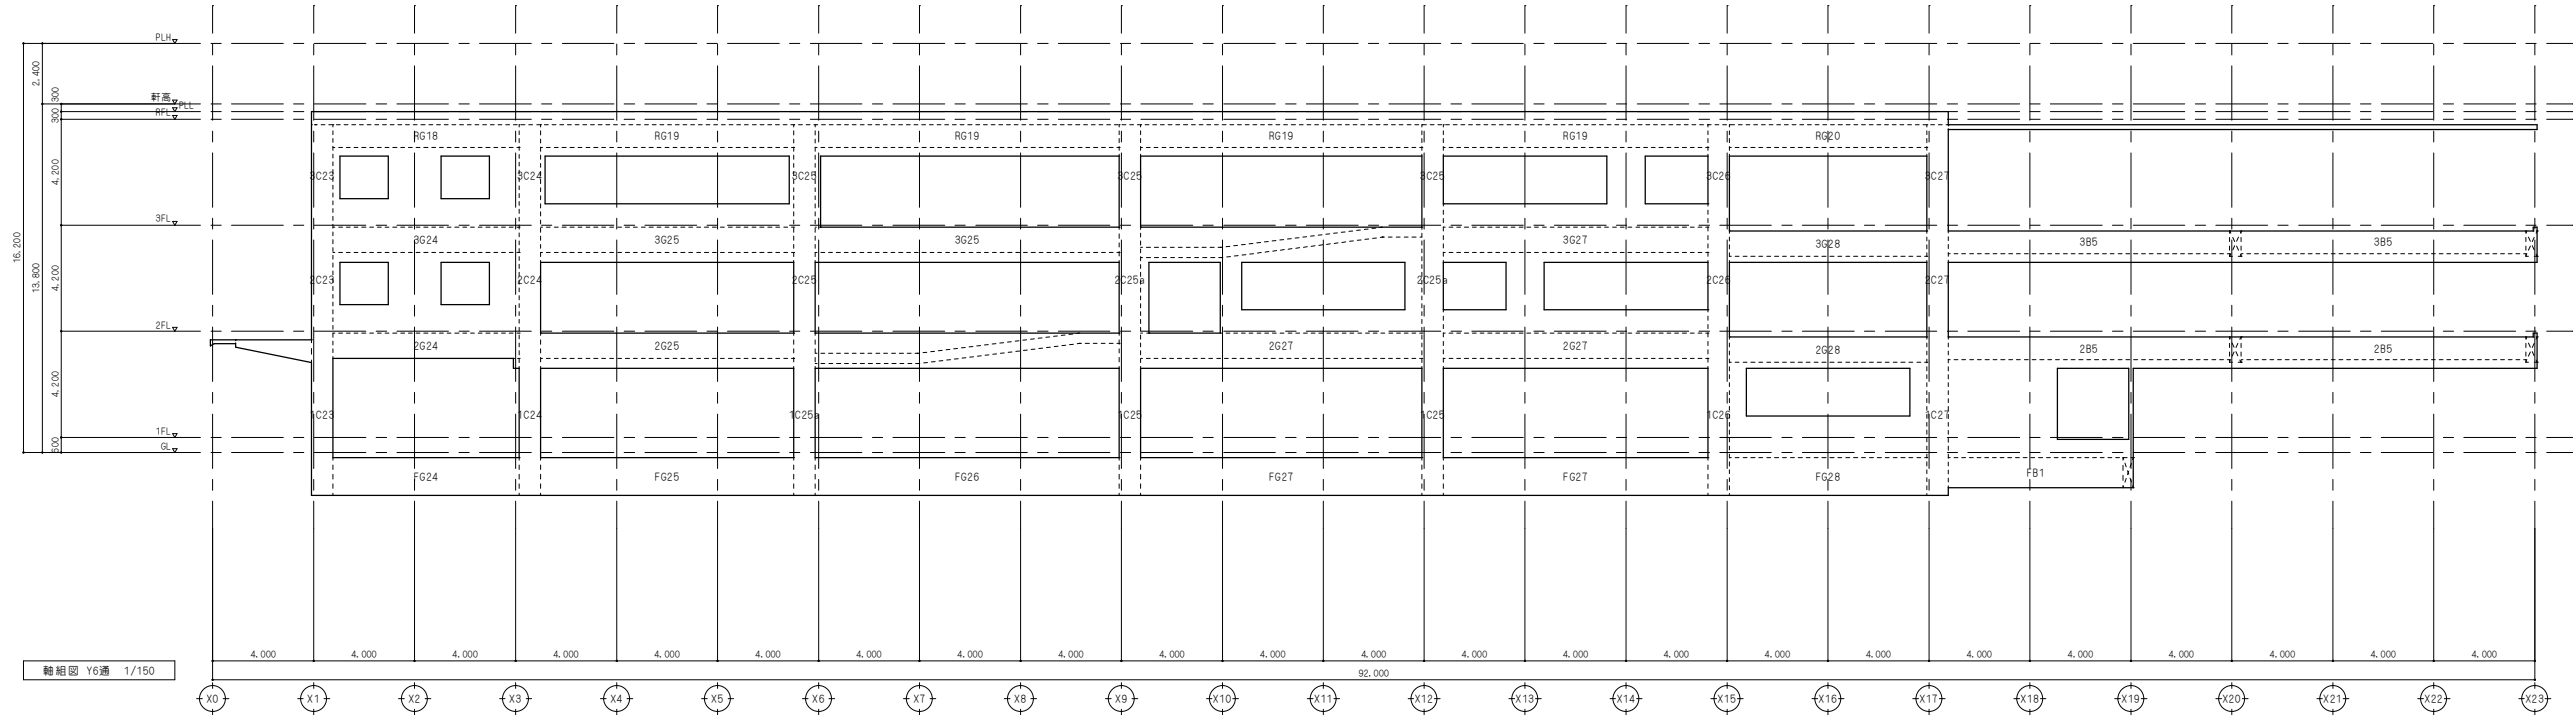 PLH
2.400
軒高
300
PLL
RFL
300
RG18
RG19
RG19
RG19
RG19
RG20
4.200
3C23
3C24
3C25
3C25
3C25
3C26
3C27
3FL
16.200
13.800
3G24
3G25
3G25
3G27
3G28
3B5
3B5
4.200
2C23
2C24
2C25
2C25a
2C25a
2C26
2C27
2FL
2G24
2G25
2G27
2G27
2G28
2B5
2B5
4.200
1C23
1C24
1C25a
1C25
1C25
1C26
1C27
1FL
600
GL
FG24
FG25
FG26
FG27
FG27
FG28
FB1
4.000 4.000 4.000 4.000 4.000 4.000 4.000 4.000 4.000 4.000 4.000 4.000 4.000 4.000 4.000 4.000 4.000 4.000 4.000 4.000 4.000 4.000 4.000
軸組図 Y6通 1/150
92.000
X0 X1 X2 X3 X4 X5 X6 X7 X8 X9 X10 X11 X12 X13 X14 X15 X16 X17 X18 X19 X20 X21 X22 X23